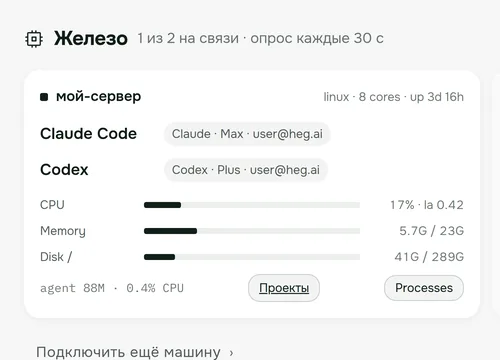 Железо 1 из 2 на связи · опрос каждые 30 с
мой-сервер linux · 8 cores · up 3d 16h
Claude Code Claude · Max · user@heg.ai
Codex Codex · Plus · user@heg.ai
CPU 17% · la 0.42
Memory 5.7G / 23G
Disk / 41G / 289G
agent 88M · 0.4% CPU Проекты Processes
Подключить ещё машину ›